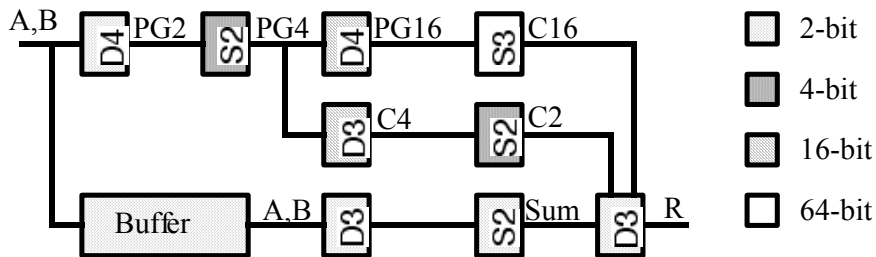 A,B D4 PG2 S2 PG4 D4 PG16 S3 C16
D3 C4 S2 C2
Buffer A,B D3 S2 Sum D3 R
2-bit
4-bit
16-bit
64-bit